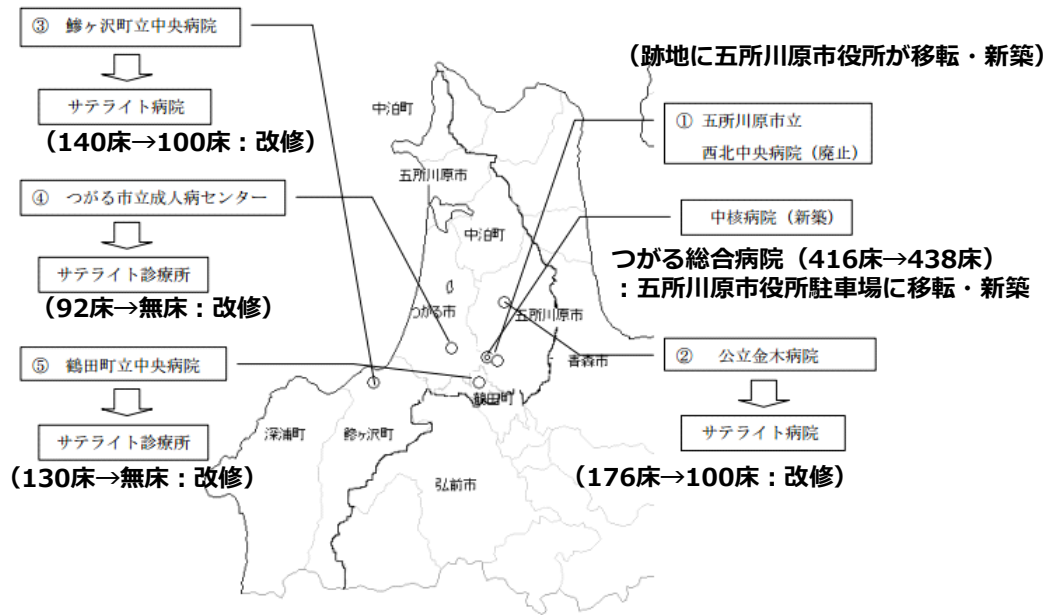 ③ 鰺ヶ沢町立中央病院
サテライト病院
（140床→100床：改修）
④ つがる市立成人病センター
サテライト診療所
（92床→無床：改修）
⑤ 鶴田町立中央病院
サテライト診療所
（130床→無床：改修）
（跡地に五所川原市役所が移転・新築）
① 五所川原市立
西北中央病院（廃止）
中核病院（新築）
つがる総合病院（416床→438床）
：五所川原市役所駐車場に移転・新築
② 公立金木病院
サテライト病院
（176床→100床：改修）
中泊町
五所川原市
中泊町
つがる市
五所川原市
青森市
鶴田町
深浦町
鰺ヶ沢町
弘前市